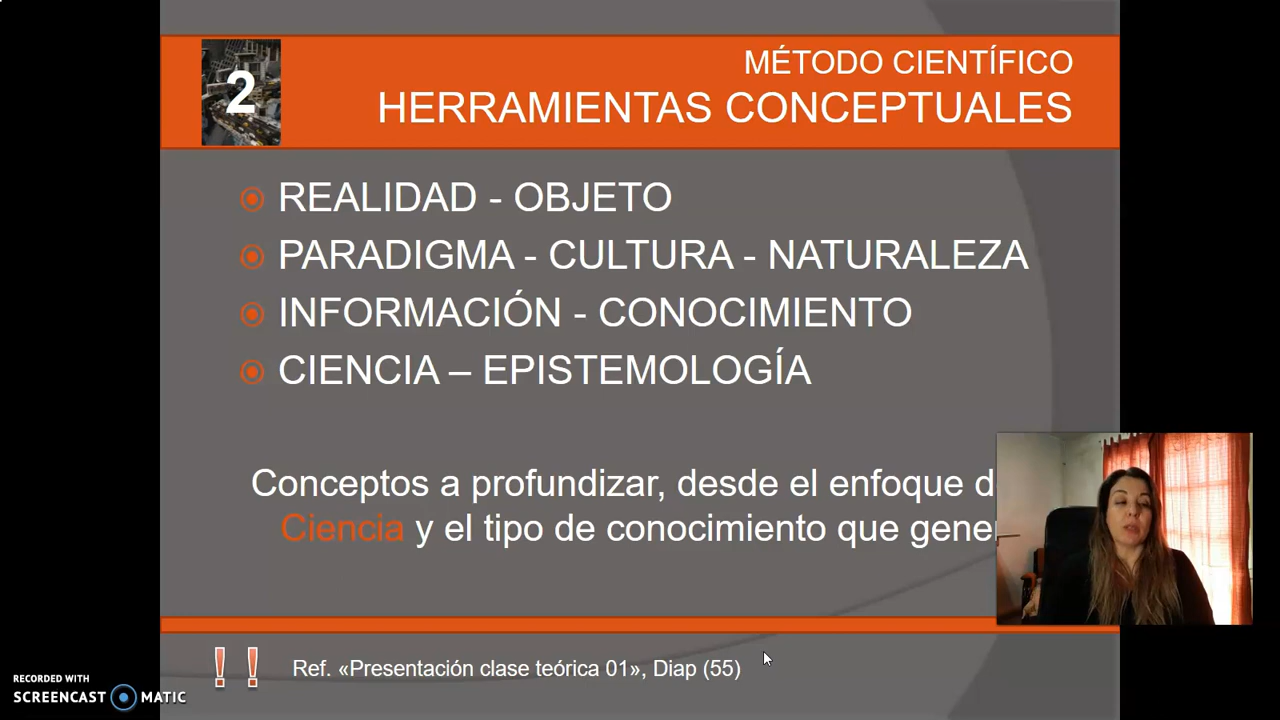 2
MÉTODO CIENTÍFICO
HERRAMIENTAS CONCEPTUALES
REALIDAD - OBJETO
PARADIGMA - CULTURA - NATURALEZA
INFORMACIÓN - CONOCIMIENTO
CIENCIA – EPISTEMOLOGÍA
Conceptos a profundizar, desde el enfoque
Ciencia y el tipo de conocimiento que
!! Ref. «Presentación clase teórica 01», Diap (55)
RECORDED WITH
SCREENCAST MATIC